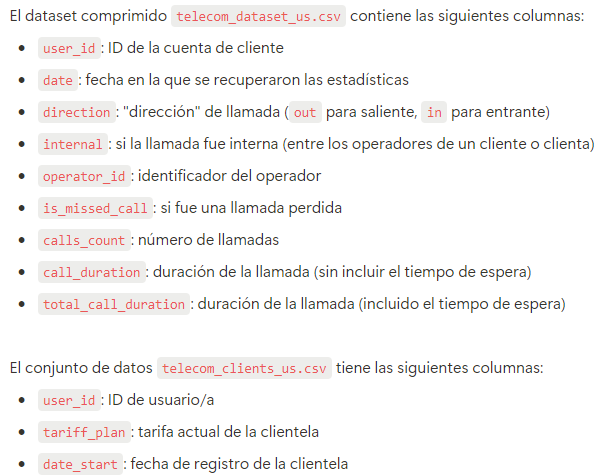 El dataset comprimido telecom_dataset_us.csv contiene las siguientes columnas:
• user_id: ID de la cuenta de cliente
• date: fecha en la que se recuperaron las estadísticas
• direction: "dirección" de llamada (out para saliente, in para entrante)
• internal: si la llamada fue interna (entre los operadores de un cliente o clienta)
• operator_id: identificador del operador
• is_missed_call: si fue una llamada perdida
• calls_count: número de llamadas
• call_duration: duración de la llamada (sin incluir el tiempo de espera)
• total_call_duration: duración de la llamada (incluido el tiempo de espera)
El conjunto de datos telecom_clients_us.csv tiene las siguientes columnas:
• user_id: ID de usuario/a
• tariff_plan: tarifa actual de la clientela
• date_start: fecha de registro de la clientela